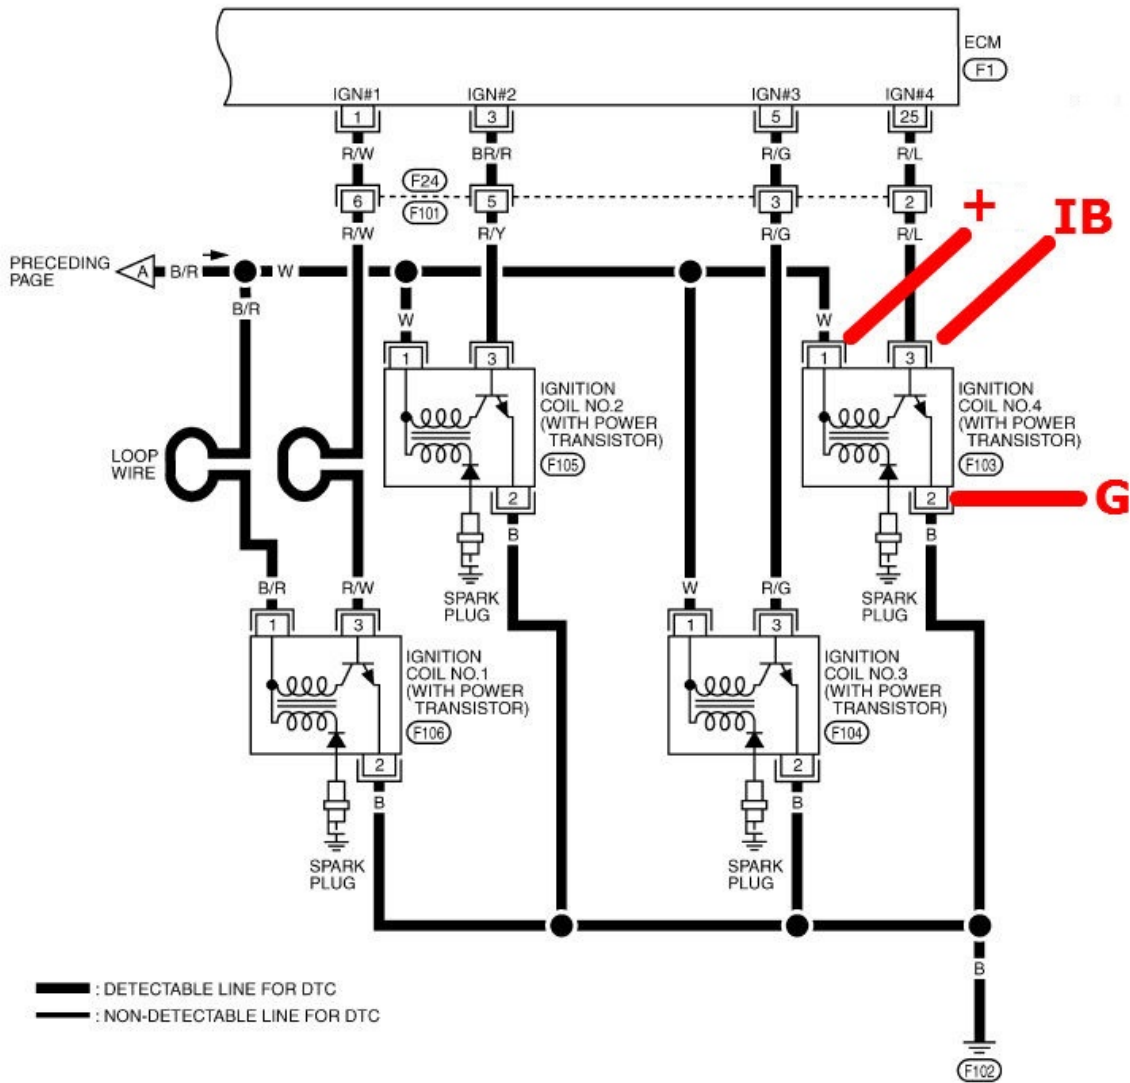 ECM
F1
IGN#1
IGN#2
IGN#3
IGN#4
1
3
5
25
R/W
BR/R
R/G
R/L
F24
6
5
3
2
F101
R/W
R/Y
R/G
R/L
+
IB
PRECEDING
PAGE
A
B/R
W
B/R
W
W
1
3
1
3
IGNITION
COIL NO.2
(WITH POWER
TRANSISTOR)
F105
IGNITION
COIL NO.4
(WITH POWER
TRANSISTOR)
F103
LOOP
WIRE
2
2
G
B
B
SPARK
PLUG
SPARK
PLUG
B/R
R/W
W
R/G
1
3
1
3
IGNITION
COIL NO.1
(WITH POWER
TRANSISTOR)
F106
IGNITION
COIL NO.3
(WITH POWER
TRANSISTOR)
F104
2
2
B
B
SPARK
PLUG
SPARK
PLUG
B
: DETECTABLE LINE FOR DTC
: NON-DETECTABLE LINE FOR DTC
F102